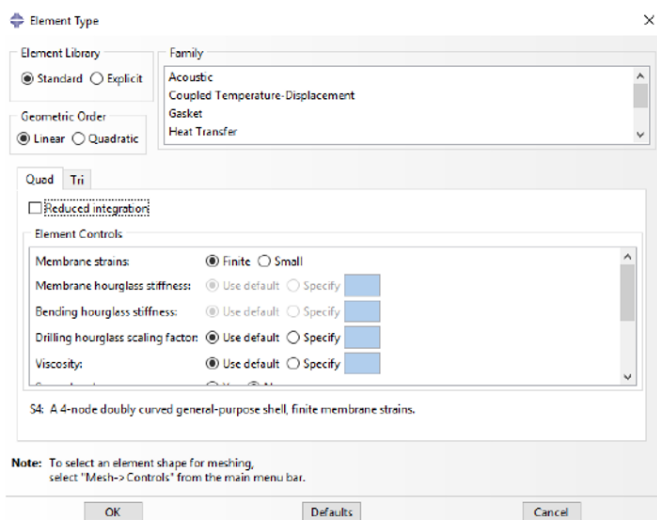 Element Type
Element Library
Standard Explicit
Family
Acoustic
Coupled Temperature-Displacement
Gasket
Heat Transfer
Geometric Order
Linear Quadratic
Quad Tri
Reduced integration
Element Controls
Membrane strains: Finite Small
Membrane hourglass stiffness: Use default Specify
Bending hourglass stiffness: Use default Specify
Drilling hourglass scaling factor: Use default Specify
Viscosity: Use default Specify
S4: A 4-node doubly curved general-purpose shell, finite membrane strains.
Note: To select an element shape for meshing,
select "Mesh->Controls" from the main menu bar.
OK Defaults Cancel